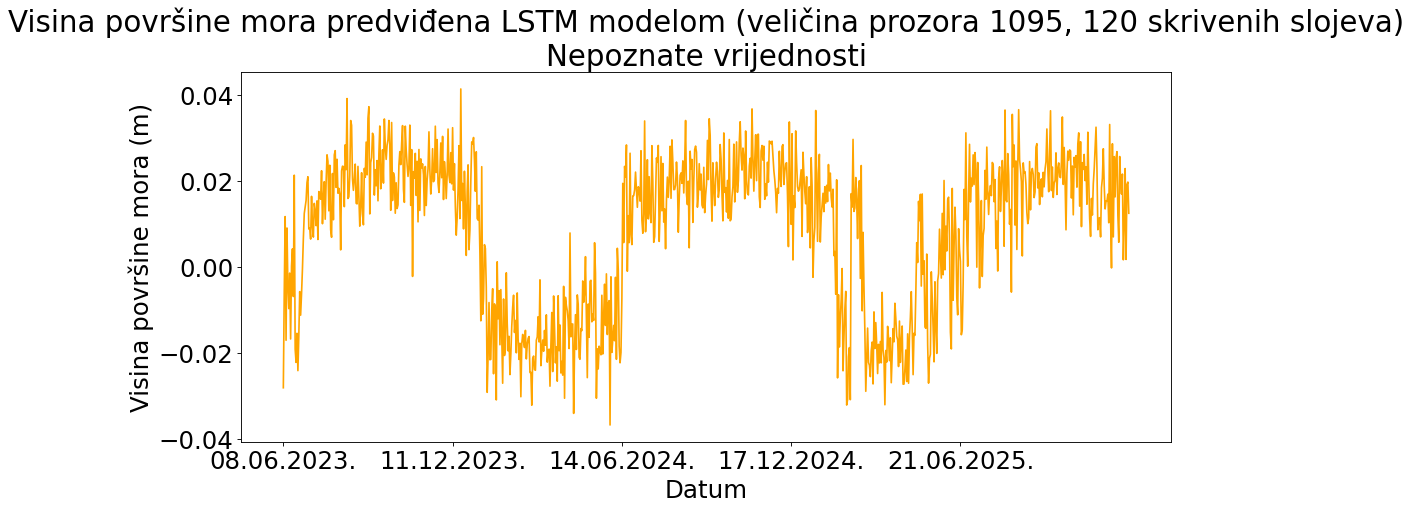 Visina površine mora predviđena LSTM modelom (veličina prozora 1095, 120 skrivenih slojeva)
Nepoznate vrijednosti
Visina površine mora (m)
0.04
0.02
0.00
−0.02
−0.04
08.06.2023. 11.12.2023. 14.06.2024. 17.12.2024. 21.06.2025.
Datum